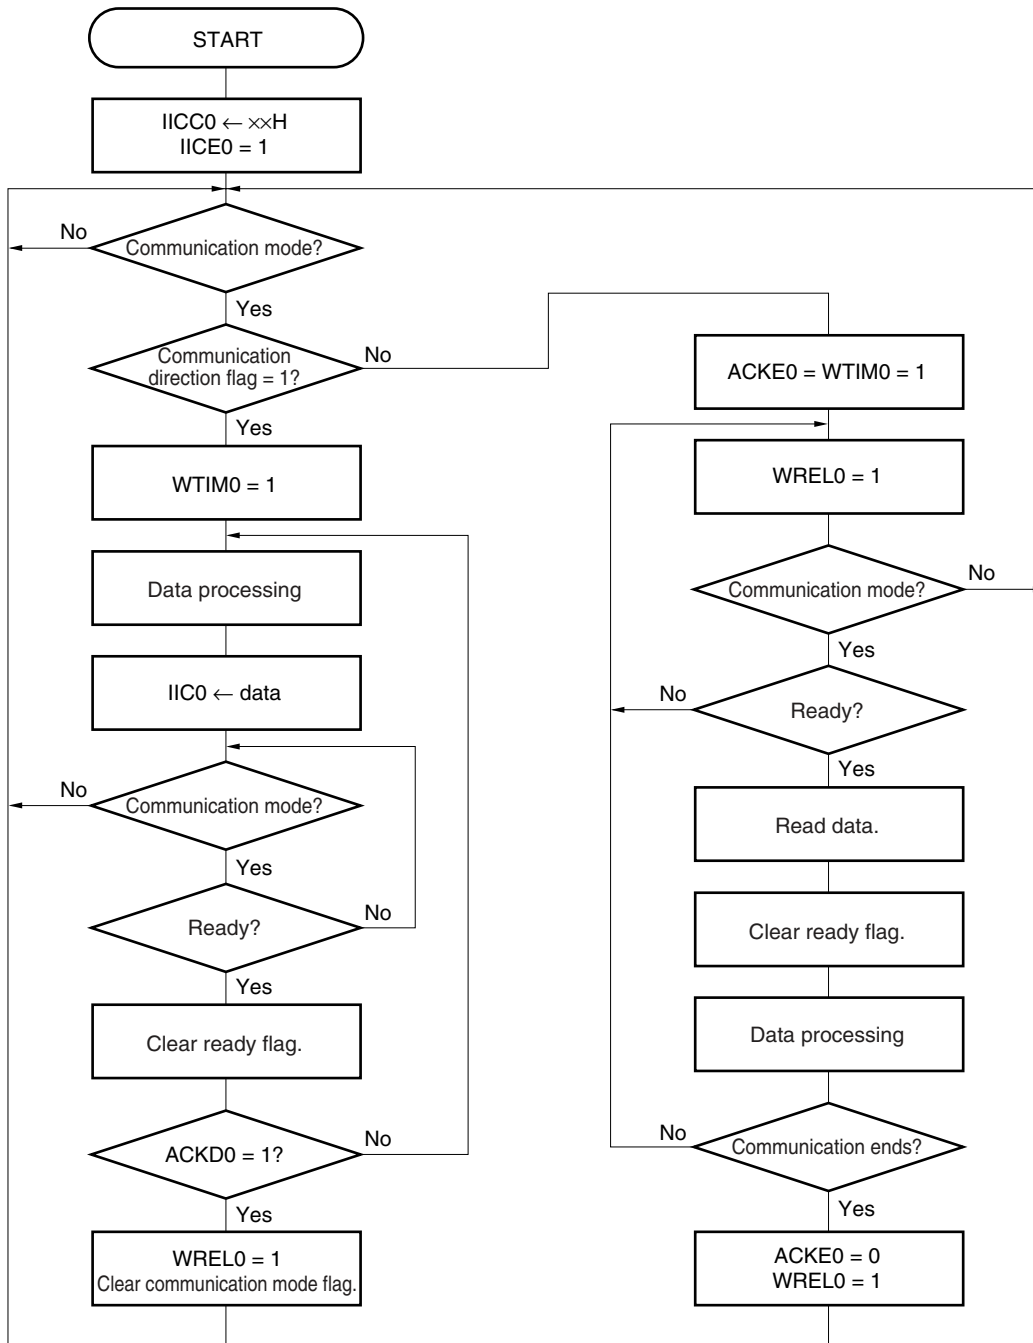 START
IICC0 ← ××H
IICE0 = 1
Communication mode?
No
Yes
Communication
direction flag = 1?
No
Yes
WTIM0 = 1
Data processing
IIC0 ← data
Communication mode?
No
Yes
Ready?
No
Yes
Clear ready flag.
ACKD0 = 1?
No
Yes
WREL0 = 1
Clear communication mode flag.
ACKE0 = WTIM0 = 1
WREL0 = 1
Communication mode?
No
Yes
Ready?
No
Yes
Read data.
Clear ready flag.
Data processing
Communication ends?
No
Yes
ACKE0 = 0
WREL0 = 1